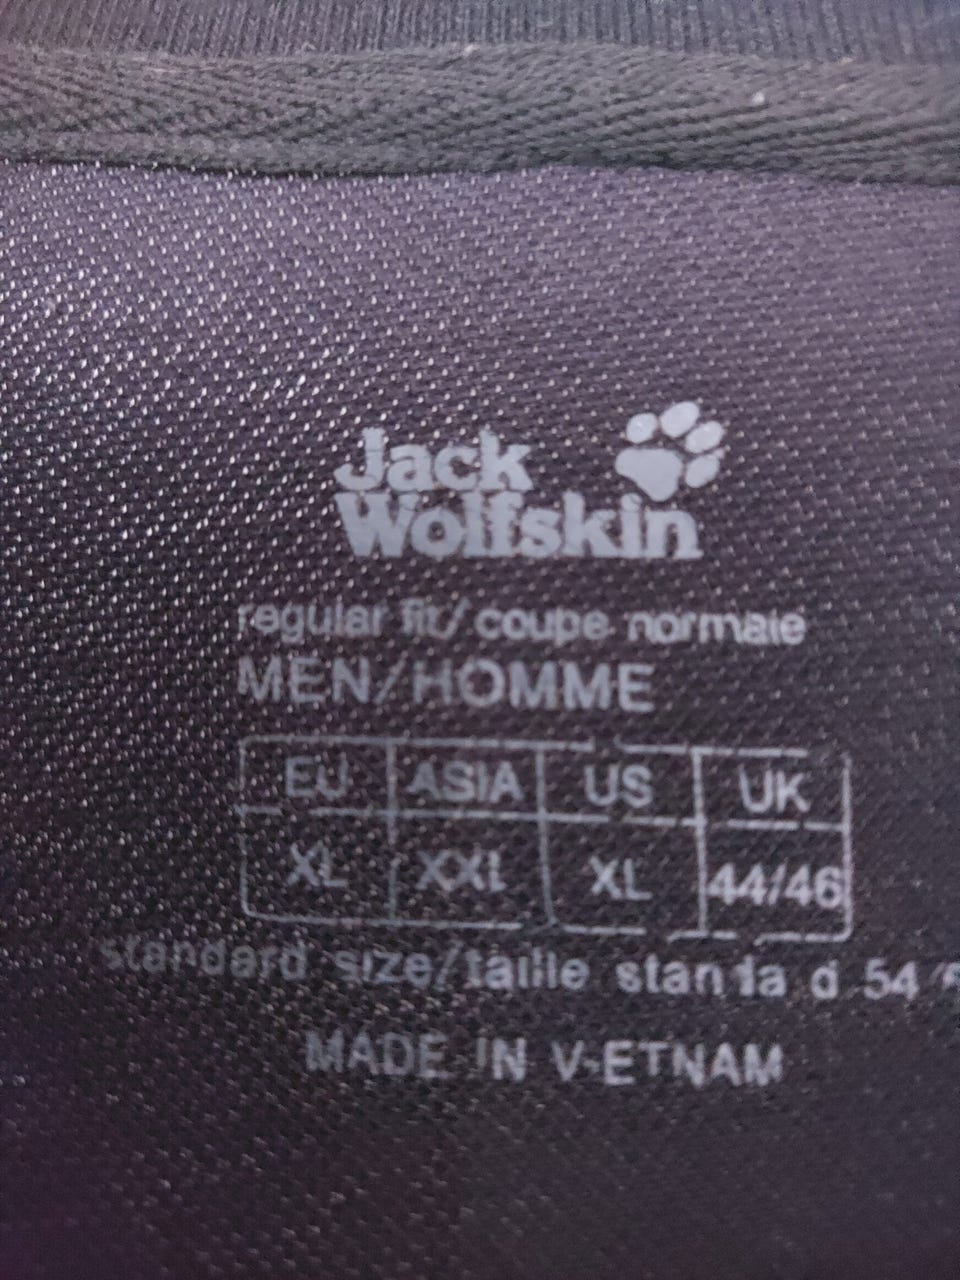 Jack
Wolfskin
regular fit/coupe normale
MEN/HOMME
EU ASIA US UK
XL XXL XL 44/46
standard size/taille standard 54/
MADE IN VIETNAM